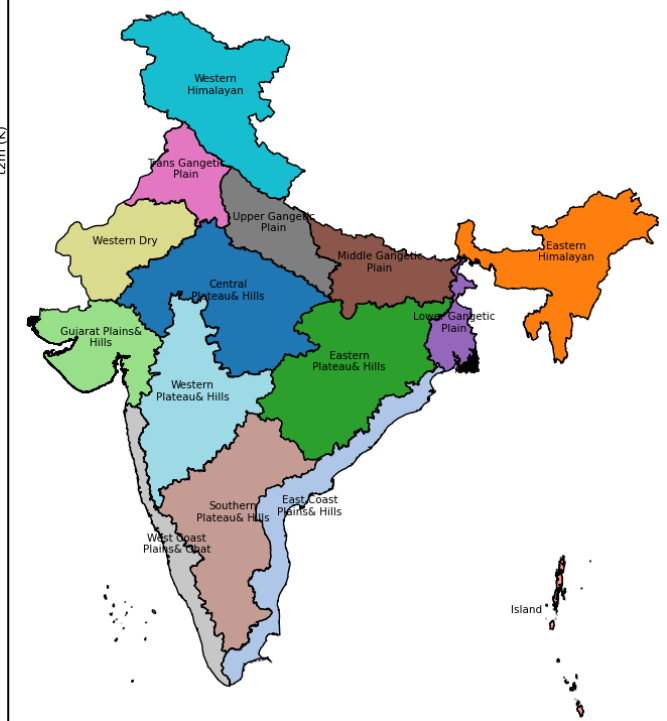 t2m (K)
Western
Himalayan
Trans Gangetic
Plain
Upper Gangetic
Plain
Western Dry
Middle Gangetic
Plain
Eastern
Himalayan
Central
Plateau& Hills
Gujarat Plains&
Hills
Lower Gangetic
Plain
Eastern
Plateau& Hills
Western
Plateau& Hills
Southern
Plateau& Hills
East Coast
Plains& Hills
West Coast
Plains& Ghat
Island